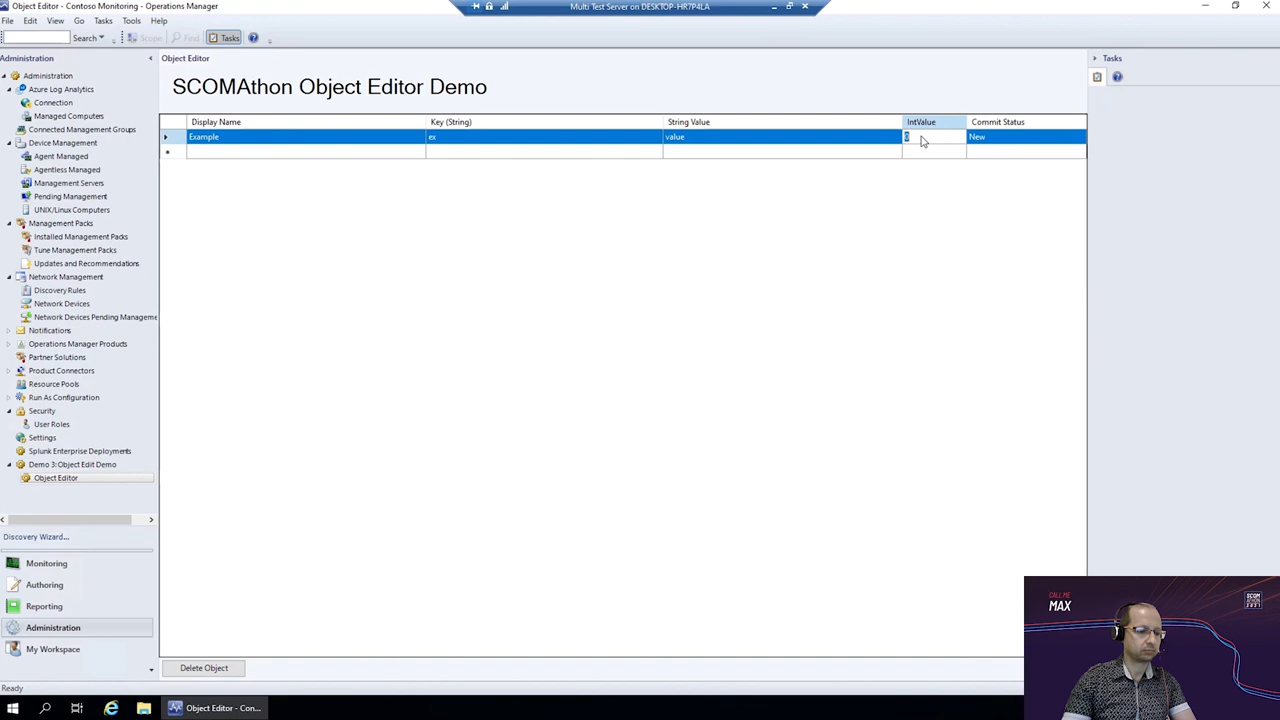 Object Editor - Contoso Monitoring - Operations Manager
Multi Test Server on DESKTOP-HR7P4LA
File Edit View Go Tasks Tools Help
Search Scope Find Tasks
Administration
Object Editor
Tasks
SCOMAthon Object Editor Demo
Display Name Key (String) String Value IntValue Commit Status
Example ex value 0 New
Administration
Azure Log Analytics
Connection
Managed Computers
Connected Management Groups
Device Management
Agent Managed
Agentless Managed
Management Servers
Pending Management
UNIX/Linux Computers
Management Packs
Installed Management Packs
Tune Management Packs
Updates and Recommendations
Network Management
Discovery Rules
Network Devices
Network Devices Pending Manageme
Notifications
Operations Manager Products
Partner Solutions
Product Connectors
Resource Pools
Run As Configuration
Security
User Roles
Settings
Splunk Enterprise Deployments
Demo 3:Object Edit Demo
Object Editor
Discovery Wizard...
Monitoring
Authoring
Reporting
Administration
My Workspace
Delete Object
Ready
Object Editor - Con...
CALL ME
MAX
SCOM
ATHON
2021